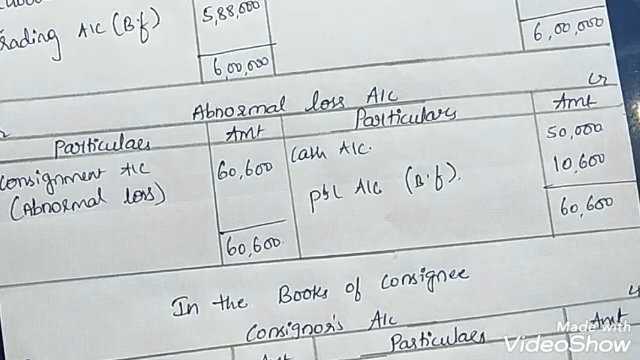 rading A/c (B.f) 5,88,000
6,00,000 6,00,000
Abnormal loss A/c
Cr
Particulars Amt Particulars Amt
Consignment A/c 60,600 Cash A/c. 50,000
(Abnormal loss) P&L A/c (B.f). 10,600
60,600. 60,600
In the Books of Consignee
Consignor's A/c
Particulars Amt
Made with
VideoShow